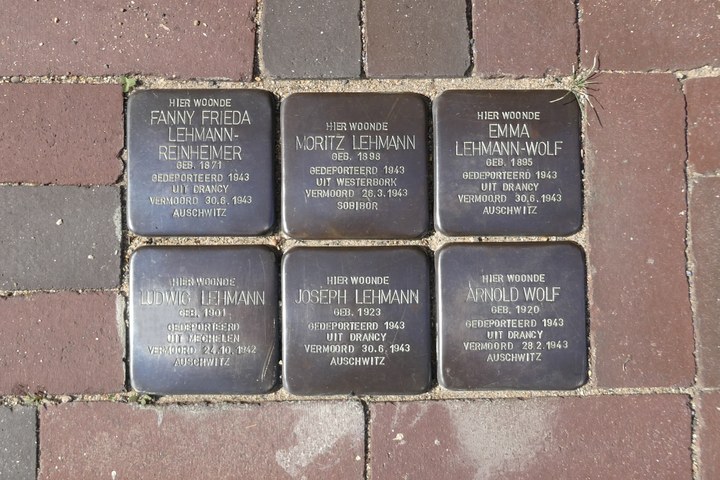 HIER WOONDE
FANNY FRIEDA
LEHMANN-
REINHEIMER
GEB. 1871
GEDEPORTEERD 1943
UIT DRANCY
VERMOORD 30.6.1943
AUSCHWITZ
HIER WOONDE
MORITZ LEHMANN
GEB. 1898
GEDEPORTEERD 1943
UIT WESTERBORK
VERMOORD 26.3.1943
SOBIBOR
HIER WOONDE
EMMA
LEHMANN-WOLF
GEB. 1895
GEDEPORTEERD 1943
UIT DRANCY
VERMOORD 30.6.1943
AUSCHWITZ
HIER WOONDE
LUDWIG LEHMANN
GEB. 1901
GEDEPORTEERD
UIT MECHELEN
VERMOORD 24.10.1942
AUSCHWITZ
HIER WOONDE
JOSEPH LEHMANN
GEB. 1923
GEDEPORTEERD 1943
UIT DRANCY
VERMOORD 30.6.1943
AUSCHWITZ
HIER WOONDE
ARNOLD WOLF
GEB. 1920
GEDEPORTEERD 1943
UIT DRANCY
VERMOORD 28.2.1943
AUSCHWITZ